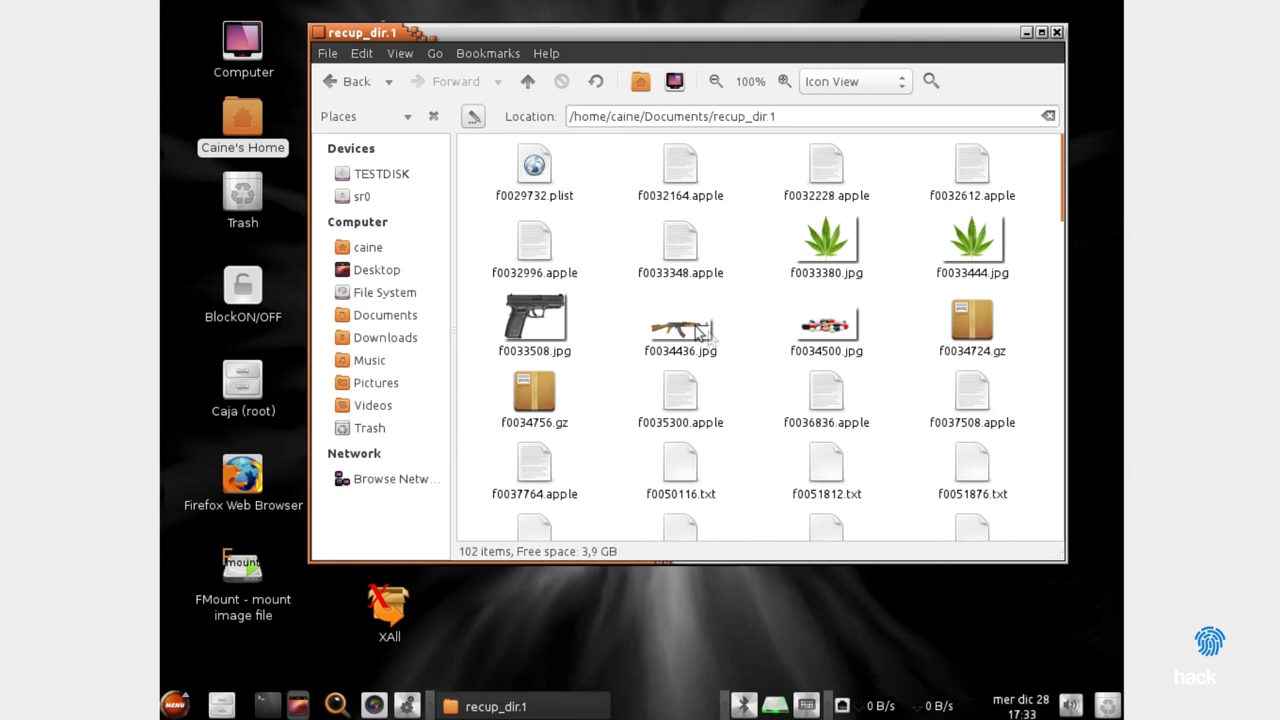 Computer
Caine's Home
Trash
BlockON/OFF
Caja (root)
Firefox Web Browser
F
mount
FMount - mount
image file
XAll
recup_dir.1
File Edit View Go Bookmarks Help
Back Forward 100% Icon View
Places Location: /home/caine/Documents/recup_dir.1
Devices
TESTDISK
sr0
Computer
caine
Desktop
File System
Documents
Downloads
Music
Pictures
Videos
Trash
Network
Browse Netw...
f0029732.plist f0032164.apple f0032228.apple f0032612.apple
f0032996.apple f0033348.apple f0033380.jpg f0033444.jpg
f0033508.jpg f0034436.jpg f0034500.jpg f0034724.gz
f0034756.gz f0035300.apple f0036836.apple f0037508.apple
f0037764.apple f0050116.txt f0051812.txt f0051876.txt
102 items, Free space: 3,9 GB
MENU recup_dir.1 0 B/s 0 B/s mer dic 28
17:33